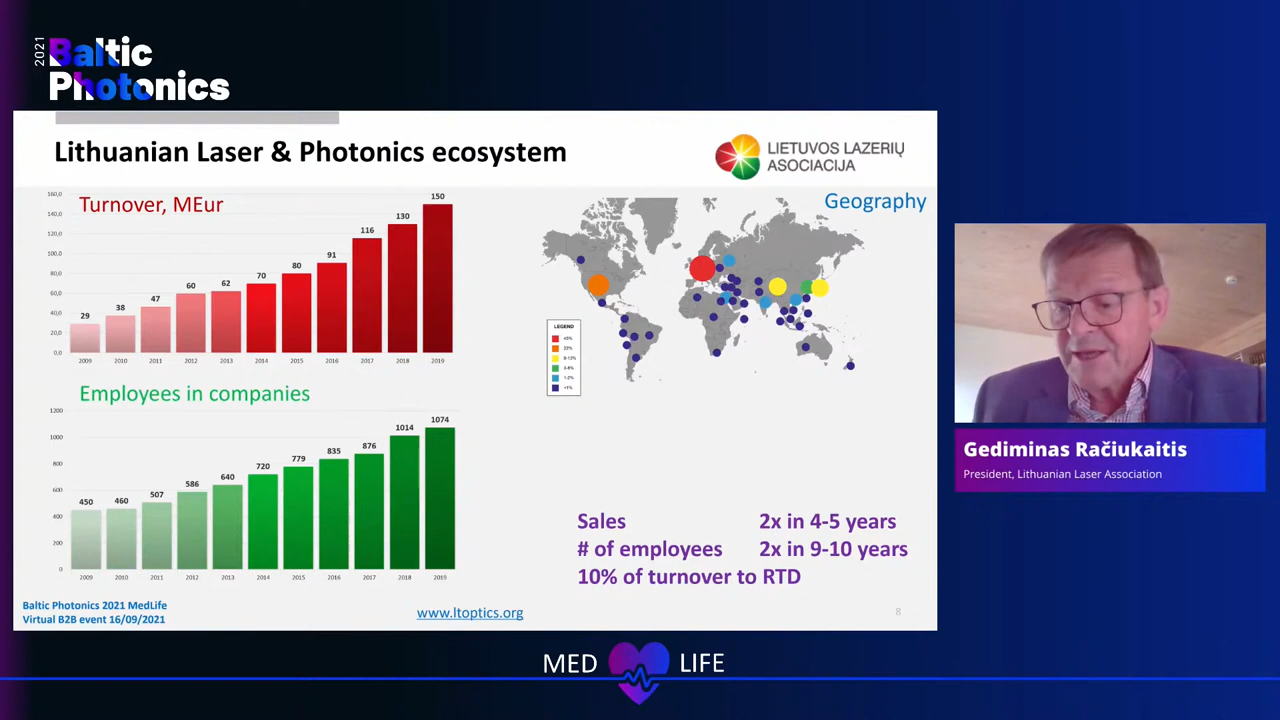 2021
Baltic
Photonics
Lithuanian Laser & Photonics ecosystem
LIETUVOS LAZERIŲ
ASOCIACIJA
Turnover, MEur
160,0
140,0
120,0
100,0
80,0
60,0
40,0
20,0
0,0
29 38 47 60 62 70 80 91 116 130 150
2009 2010 2011 2012 2013 2014 2015 2016 2017 2018 2019
Geography
LEGEND
22%
8-12%
1-2%
<1%
Employees in companies
1200
1000
800
600
400
200
0
450 460 507 586 640 720 779 835 876 1014 1074
2009 2010 2011 2012 2013 2014 2015 2016 2017 2018 2019
Sales 2x in 4-5 years
# of employees 2x in 9-10 years
10% of turnover to RTD
Baltic Photonics 2021 MedLife
Virtual B2B event 16/09/2021
www.ltoptics.org
8
Gediminas Račiukaitis
President, Lithuanian Laser Association
MED LIFE